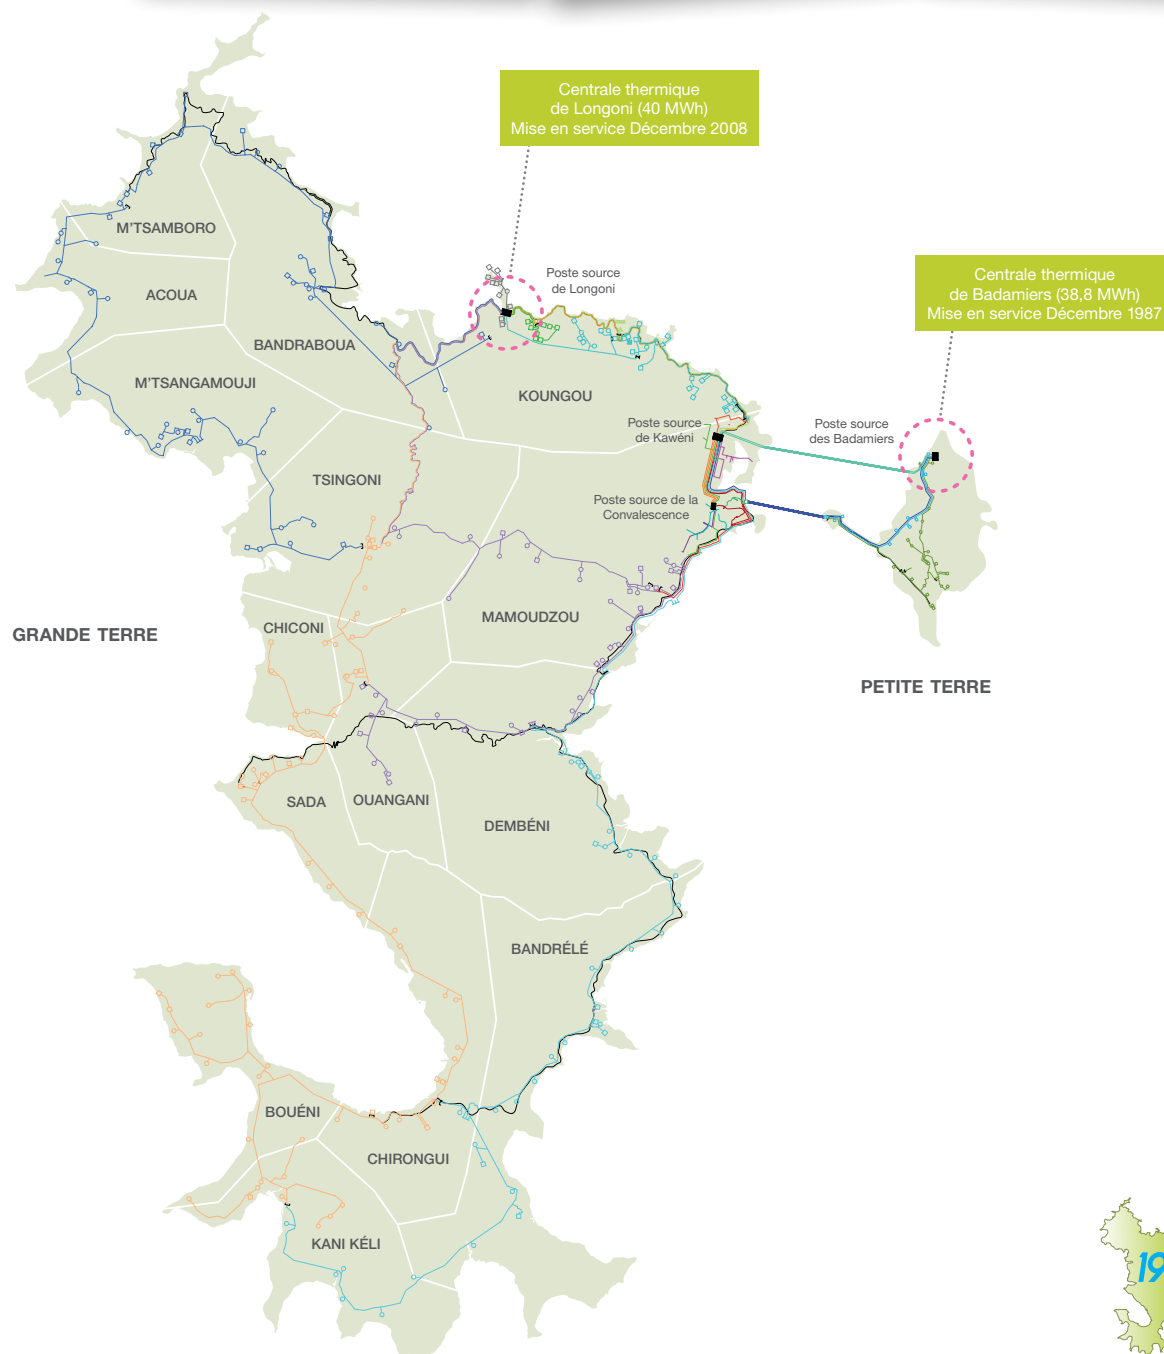 Centrale thermique
de Longoni (40 MWh)
Mise en service Décembre 2008
M'TSAMBORO
Poste source
de Longoni
Centrale thermique
de Badamiers (38,8 MWh)
Mise en service Décembre 1987
ACOUA
BANDRABOUA
M'TSANGAMOUJI
KOUNGOU
Poste source
de Kawéni
Poste source
des Badamiers
TSINGONI
Poste source de la
Convalescence
MAMOUDZOU
CHICONI
GRANDE TERRE
PETITE TERRE
SADA
OUANGANI
DEMBÉNI
BANDRÉLÉ
BOUÉNI
CHIRONGUI
KANI KÉLI
19